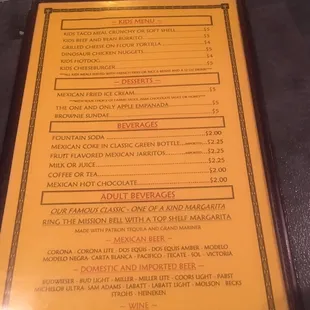 KIDS MENU
KIDS TACO MEAL CRUNCHY OR SOFT SHELL
KIDS BEEF AND BEAN BURRITO
GRILLED CHEESE ON FLOUR TORTILLA
DINOSAUR CHICKEN NUGGETS
KIDS HOTDOG
KIDS CHEESEBURGER
DESSERTS
MEXICAN FRIED ICE CREAM
THE ONE AND ONLY APPLE EMPANADA
BROWNIE SUNDAY
BEVERAGES
FOUNTAIN SODA $2.00
MEXICAN COKE IN CLASSIC GREEN BOTTLE $2.25
FRUIT FLAVORED MEXICAN JARRITOS $2.25
MILK OR JUICE $2.25
COFFEE OR TEA $2.00
MEXICAN HOT CHOCOLATE $2.00
ADULT BEVERAGES
OUR FAMOUS CLASSIC - ONE OF A KIND MARGARITA
RING THE MISSION BELL WITH A TOP SHELF MARGARITA
MADE WITH PATRON TEQUILA AND GRAND MARNIER
~ MEXICAN BEER ~
CORONA - CORONA LITE - DOS EQUIS - DOS EQUIS AMBER - MODELO
MODELO NEGRA - CARTA BLANCA - PACIFICO - TECATE - SOL - VICTORIA
~ DOMESTIC AND IMPORTED BEER ~
BUDWEISER - BUD LIGHT - MILLER - MILLER LITE - COORS LIGHT - PABST
MICHELOB ULTRA - SAM ADAMS - LABATT - LABATT LIGHT - MOLSON - BECKS
STROHS - HEINEKEN
~ WINE ~